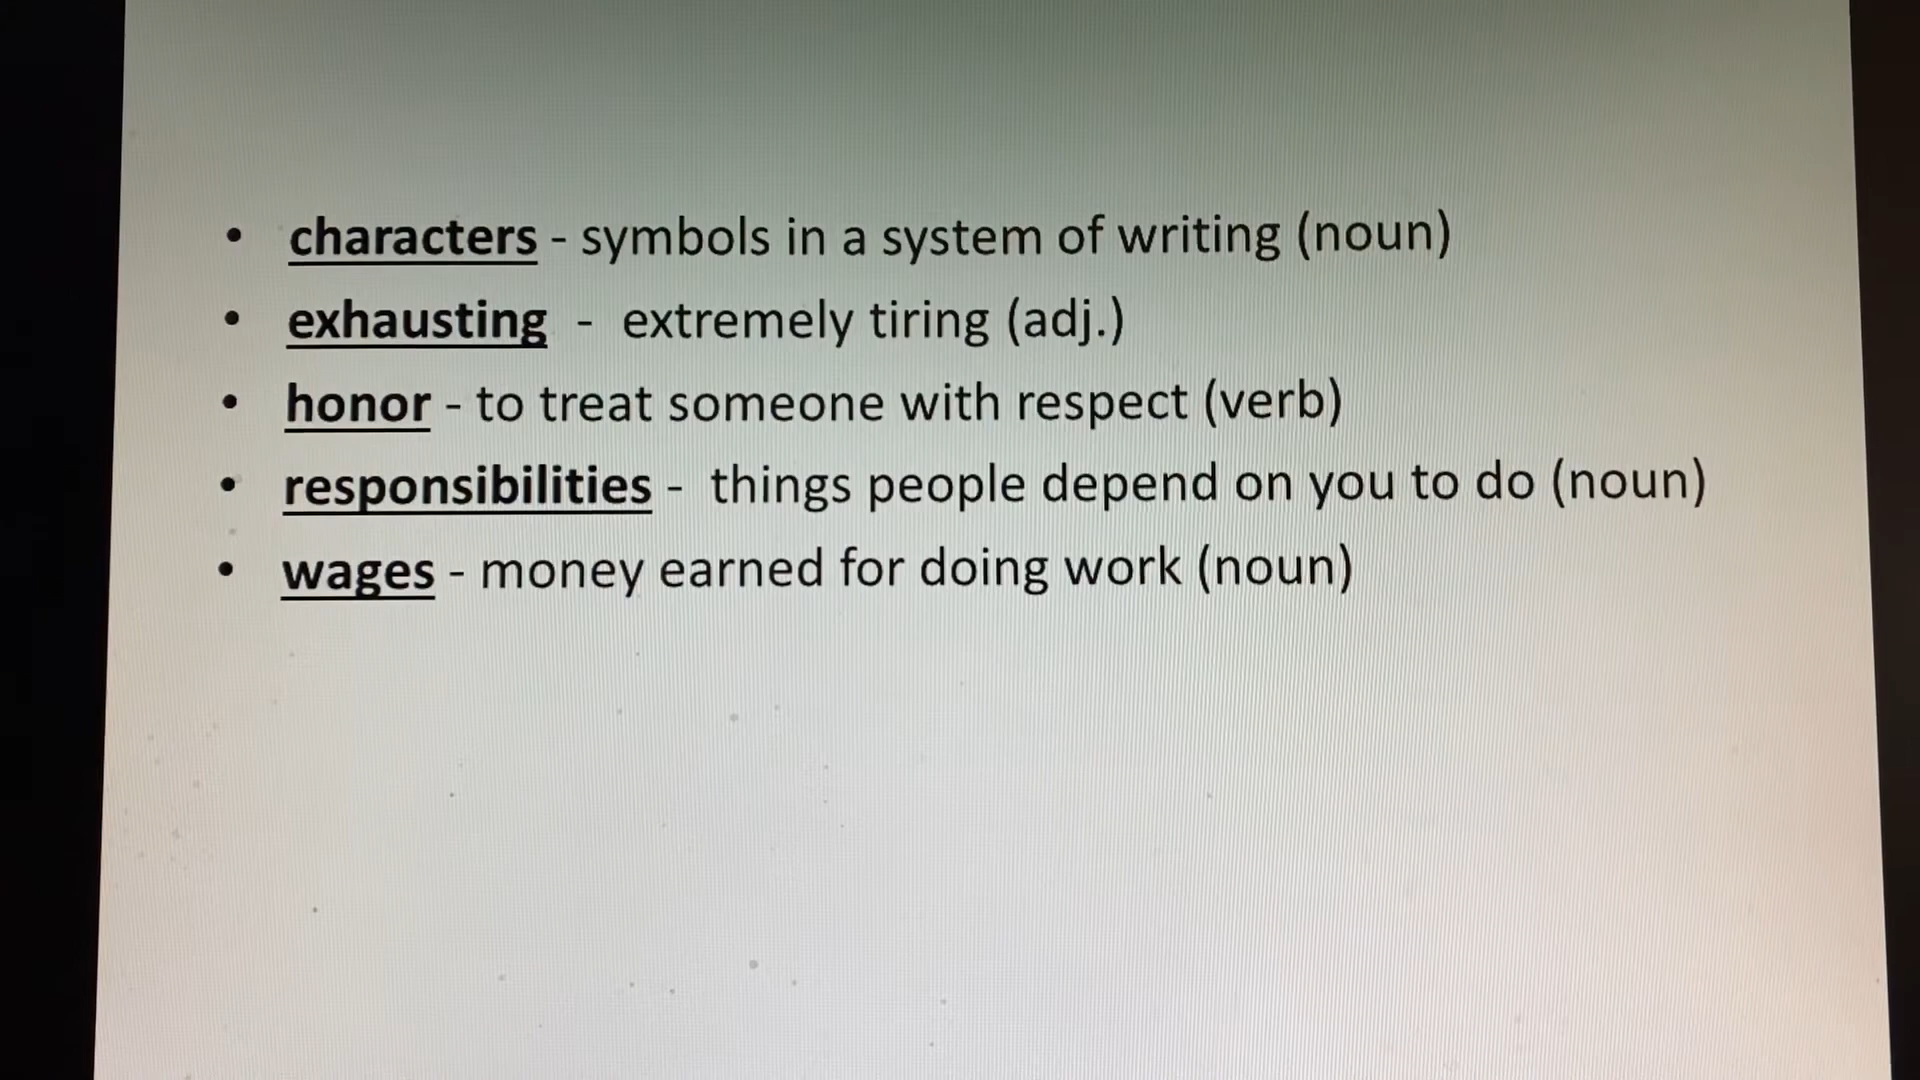 • characters - symbols in a system of writing (noun)
• exhausting - extremely tiring (adj.)
• honor - to treat someone with respect (verb)
• responsibilities - things people depend on you to do (noun)
• wages - money earned for doing work (noun)